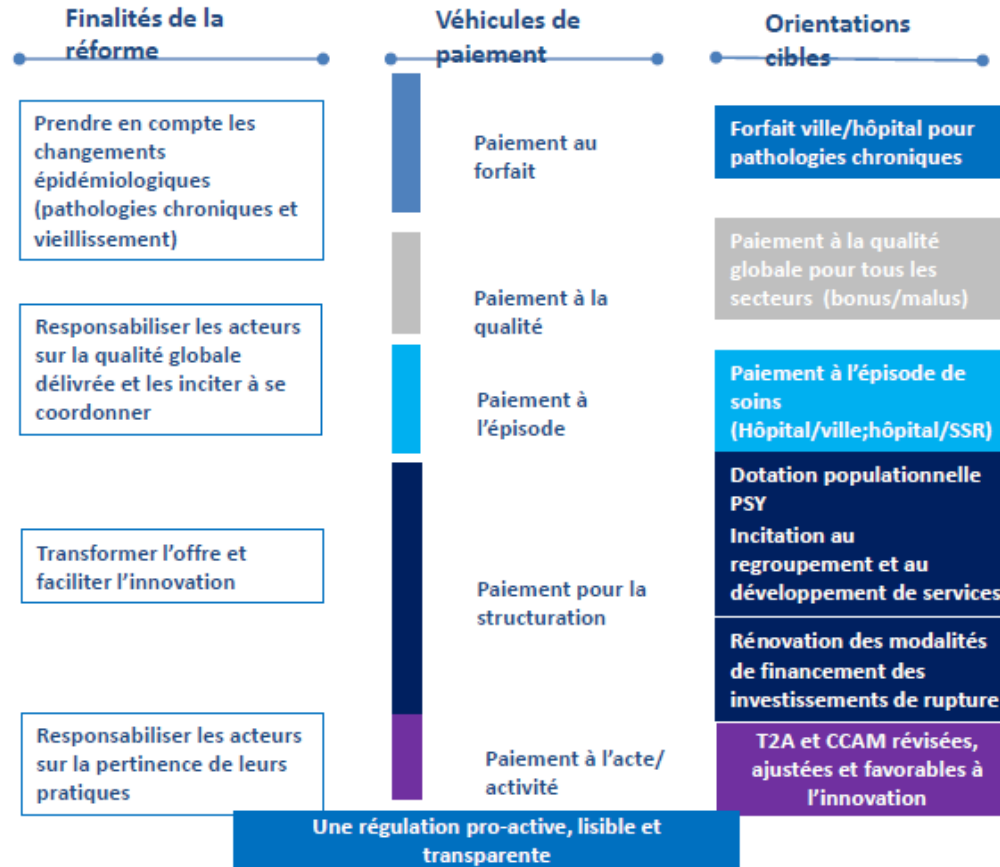 Finalités de la
réforme
Véhicules de
paiement
Orientations
cibles
Prendre en compte les
changements
épidémiologiques
(pathologies chroniques et
vieillissement)
Responsabiliser les acteurs
sur la qualité globale
délivrée et les inciter à se
coordonner
Transformer l’offre et
faciliter l’innovation
Responsabiliser les acteurs
sur la pertinence de leurs
pratiques
Paiement au
forfait
Paiement à la
qualité
Paiement à
l’épisode
Paiement pour la
structuration
Paiement à l’acte/
activité
Forfait ville/hôpital pour
pathologies chroniques
Paiement à la qualité
globale pour tous les
secteurs (bonus/malus)
Paiement à l’épisode de
soins
(Hôpital/ville;hôpital/SSR)
Dotation populationnelle
PSY
Incitation au
regroupement et au
développement de services
Rénovation des modalités
de financement des
investissements de rupture
T2A et CCAM révisées,
ajustées et favorables à
l’innovation
Une régulation pro-active, lisible et
transparente